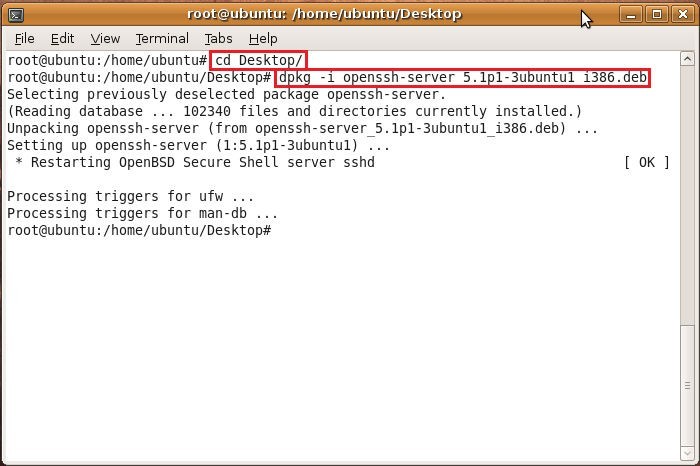 root@ubuntu: /home/ubuntu/Desktop
File Edit View Terminal Tabs Help
root@ubuntu:/home/ubuntu# cd Desktop/
root@ubuntu:/home/ubuntu/Desktop# dpkg -i openssh-server 5.1p1-3ubuntu1 i386.deb
Selecting previously deselected package openssh-server.
(Reading database ... 102340 files and directories currently installed.)
Unpacking openssh-server (from openssh-server_5.1p1-3ubuntu1_i386.deb) ...
Setting up openssh-server (1:5.1p1-3ubuntu1) ...
* Restarting OpenBSD Secure Shell server sshd [ OK ]
Processing triggers for ufw ...
Processing triggers for man-db ...
root@ubuntu:/home/ubuntu/Desktop#